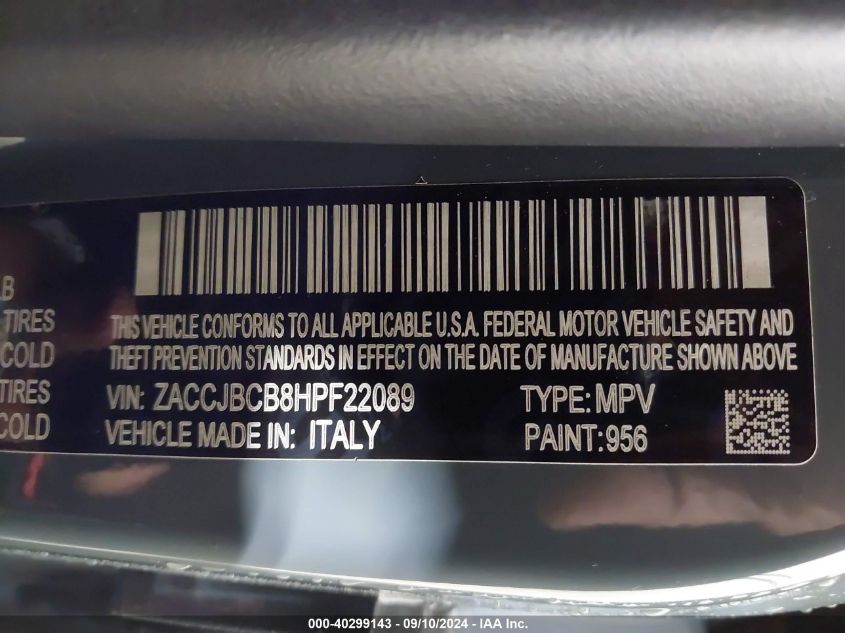 B
TIRES
COLD
TIRES
COLD
THIS VEHICLE CONFORMS TO ALL APPLICABLE U.S.A. FEDERAL MOTOR VEHICLE SAFETY AND
THEFT PREVENTION STANDARDS IN EFFECT ON THE DATE OF MANUFACTURE SHOWN ABOVE
VIN: ZACCJBCB8HPF22089
TYPE: MPV
VEHICLE MADE IN: ITALY
PAINT: 956
000-40299143 — 09/10/2024 — IAA Inc.